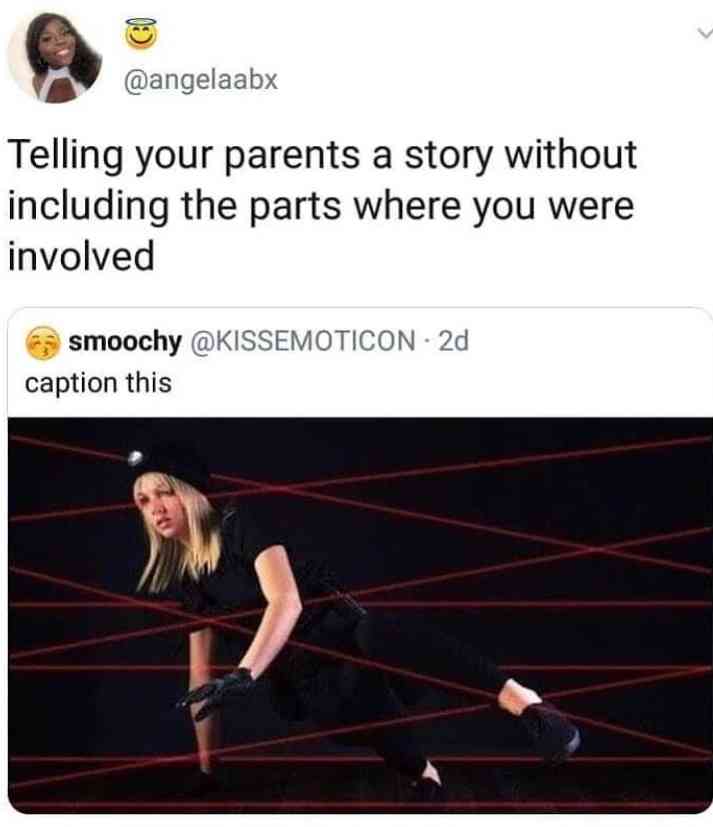 @angelaabx
Telling your parents a story without
including the parts where you were
involved
smoochy @KISSEMOTICON · 2d
caption this